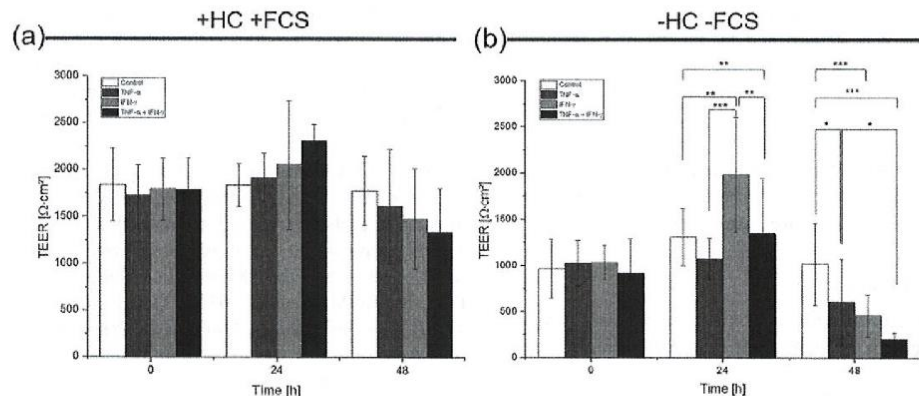 +HC +FCS
(a)
TEER [Ω·cm²]
3000
2500
2000
1500
1000
500
0
Control
TNF-α
IFN-γ
TNF-α + IFN-γ
0
24
48
Time [h]
-HC -FCS
(b)
TEER [Ω·cm²]
3000
2500
2000
1500
1000
500
0
Control
TNF-α
IFN-γ
TNF-α + IFN-γ
**
**
***
**
***
***
*
*
0
24
48
Time [h]